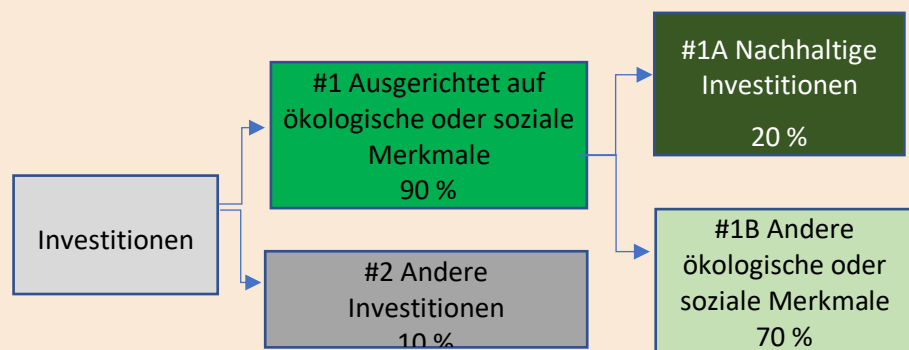 Investitionen
#1 Ausgerichtet auf
ökologische oder soziale
Merkmale
90 %
#2 Andere
Investitionen
10 %
#1A Nachhaltige
Investitionen
20 %
#1B Andere
ökologische oder
soziale Merkmale
70 %